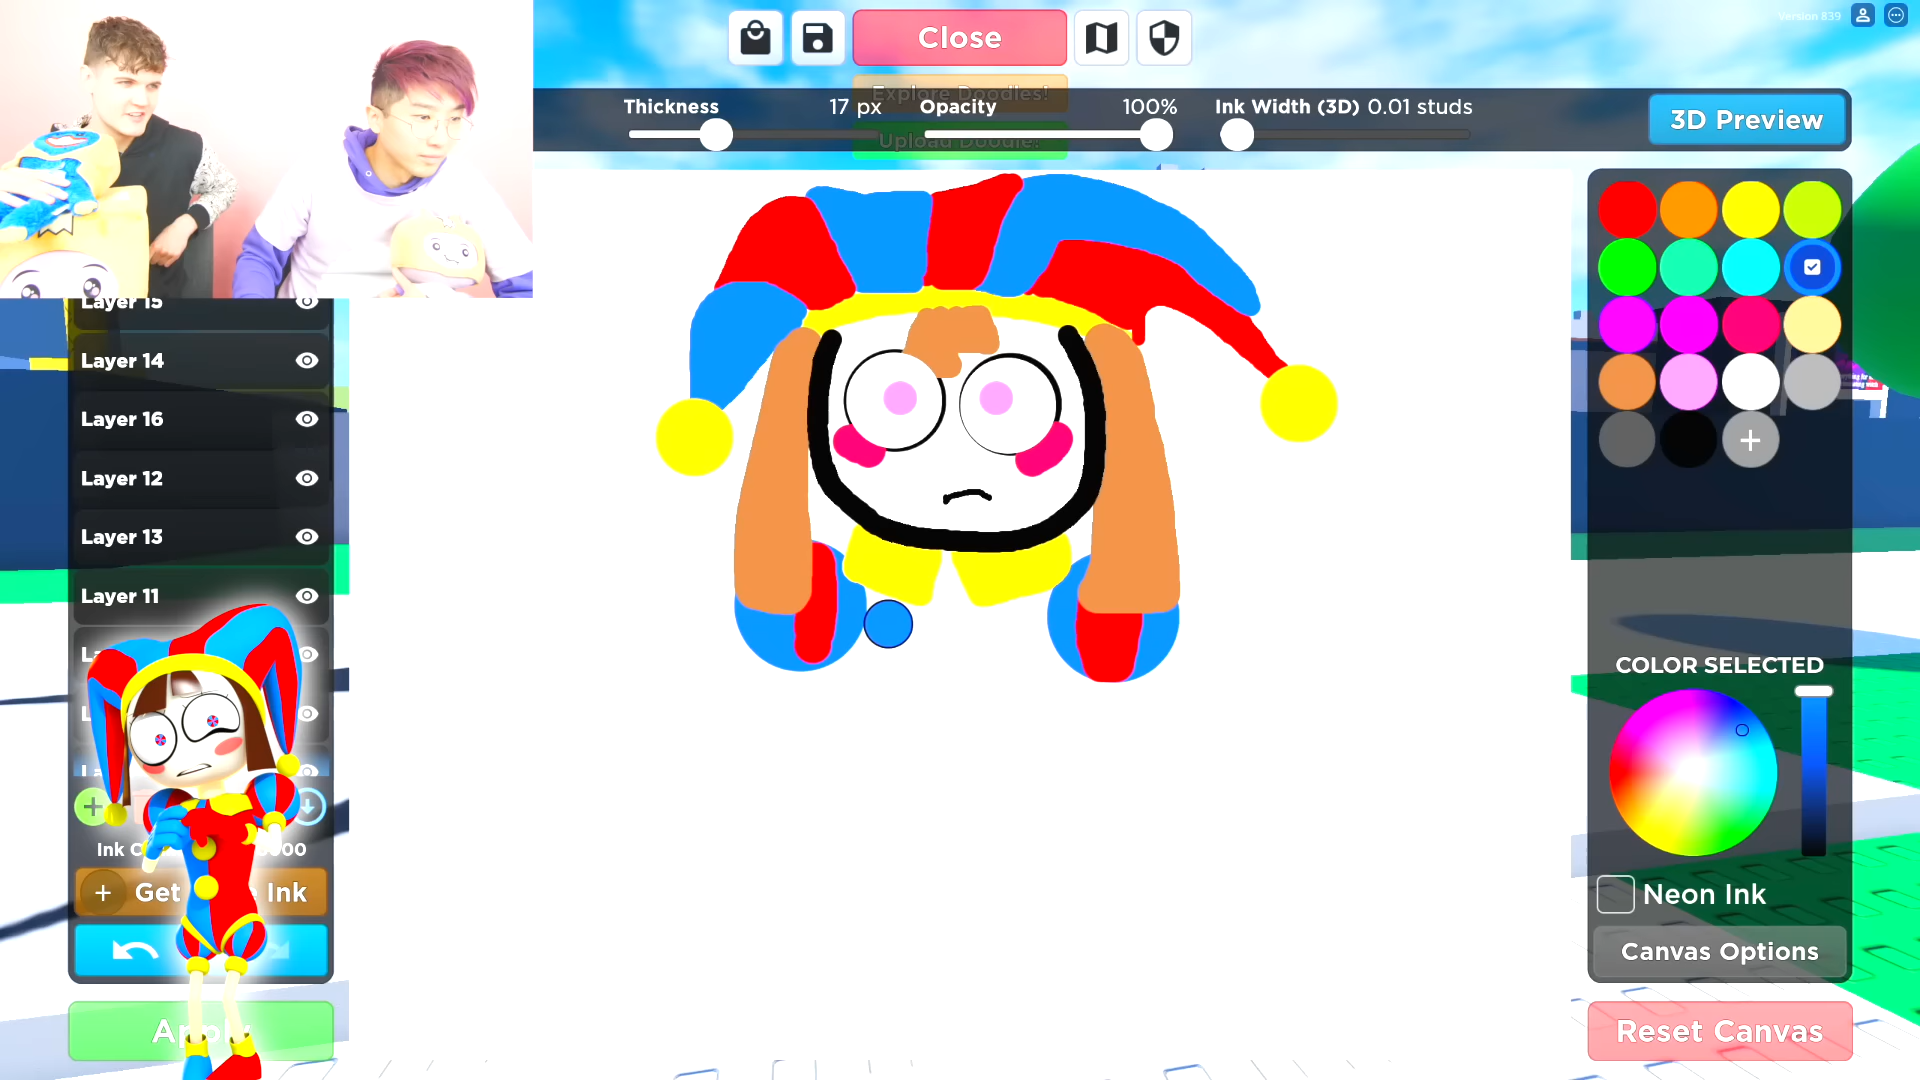 Version 839
Close
Explore Doodles!
Thickness 17 px Opacity 100% Ink Width (3D) 0.01 studs
3D Preview
Upload Doodle!
Layer 15
Layer 14
Layer 16
Layer 12
Layer 13
Layer 11
COLOR SELECTED
Ink
Get Ink
Neon Ink
Canvas Options
Apply
Reset Canvas